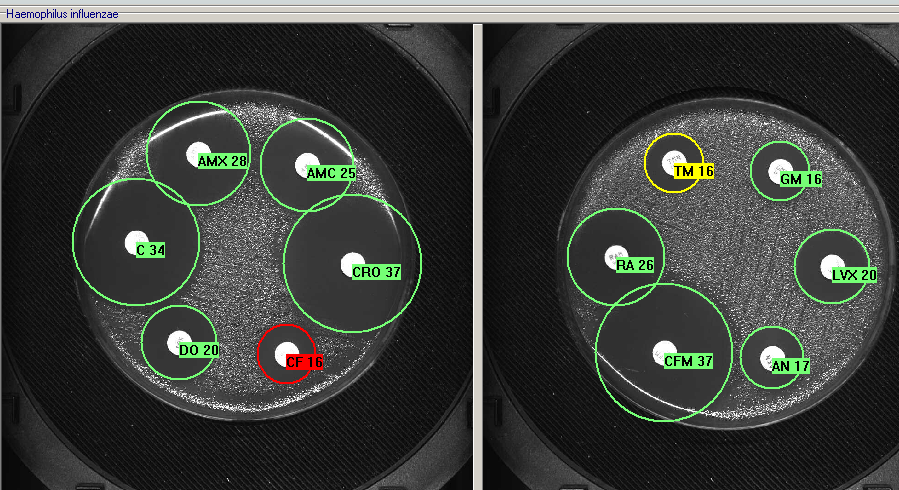 Haemophilus influenzae
AMX 28
AMC 25
C 34
CRO 37
DO 20
CF 16
TM 16
GM 16
RA 26
LVX 20
CFM 37
AN 17